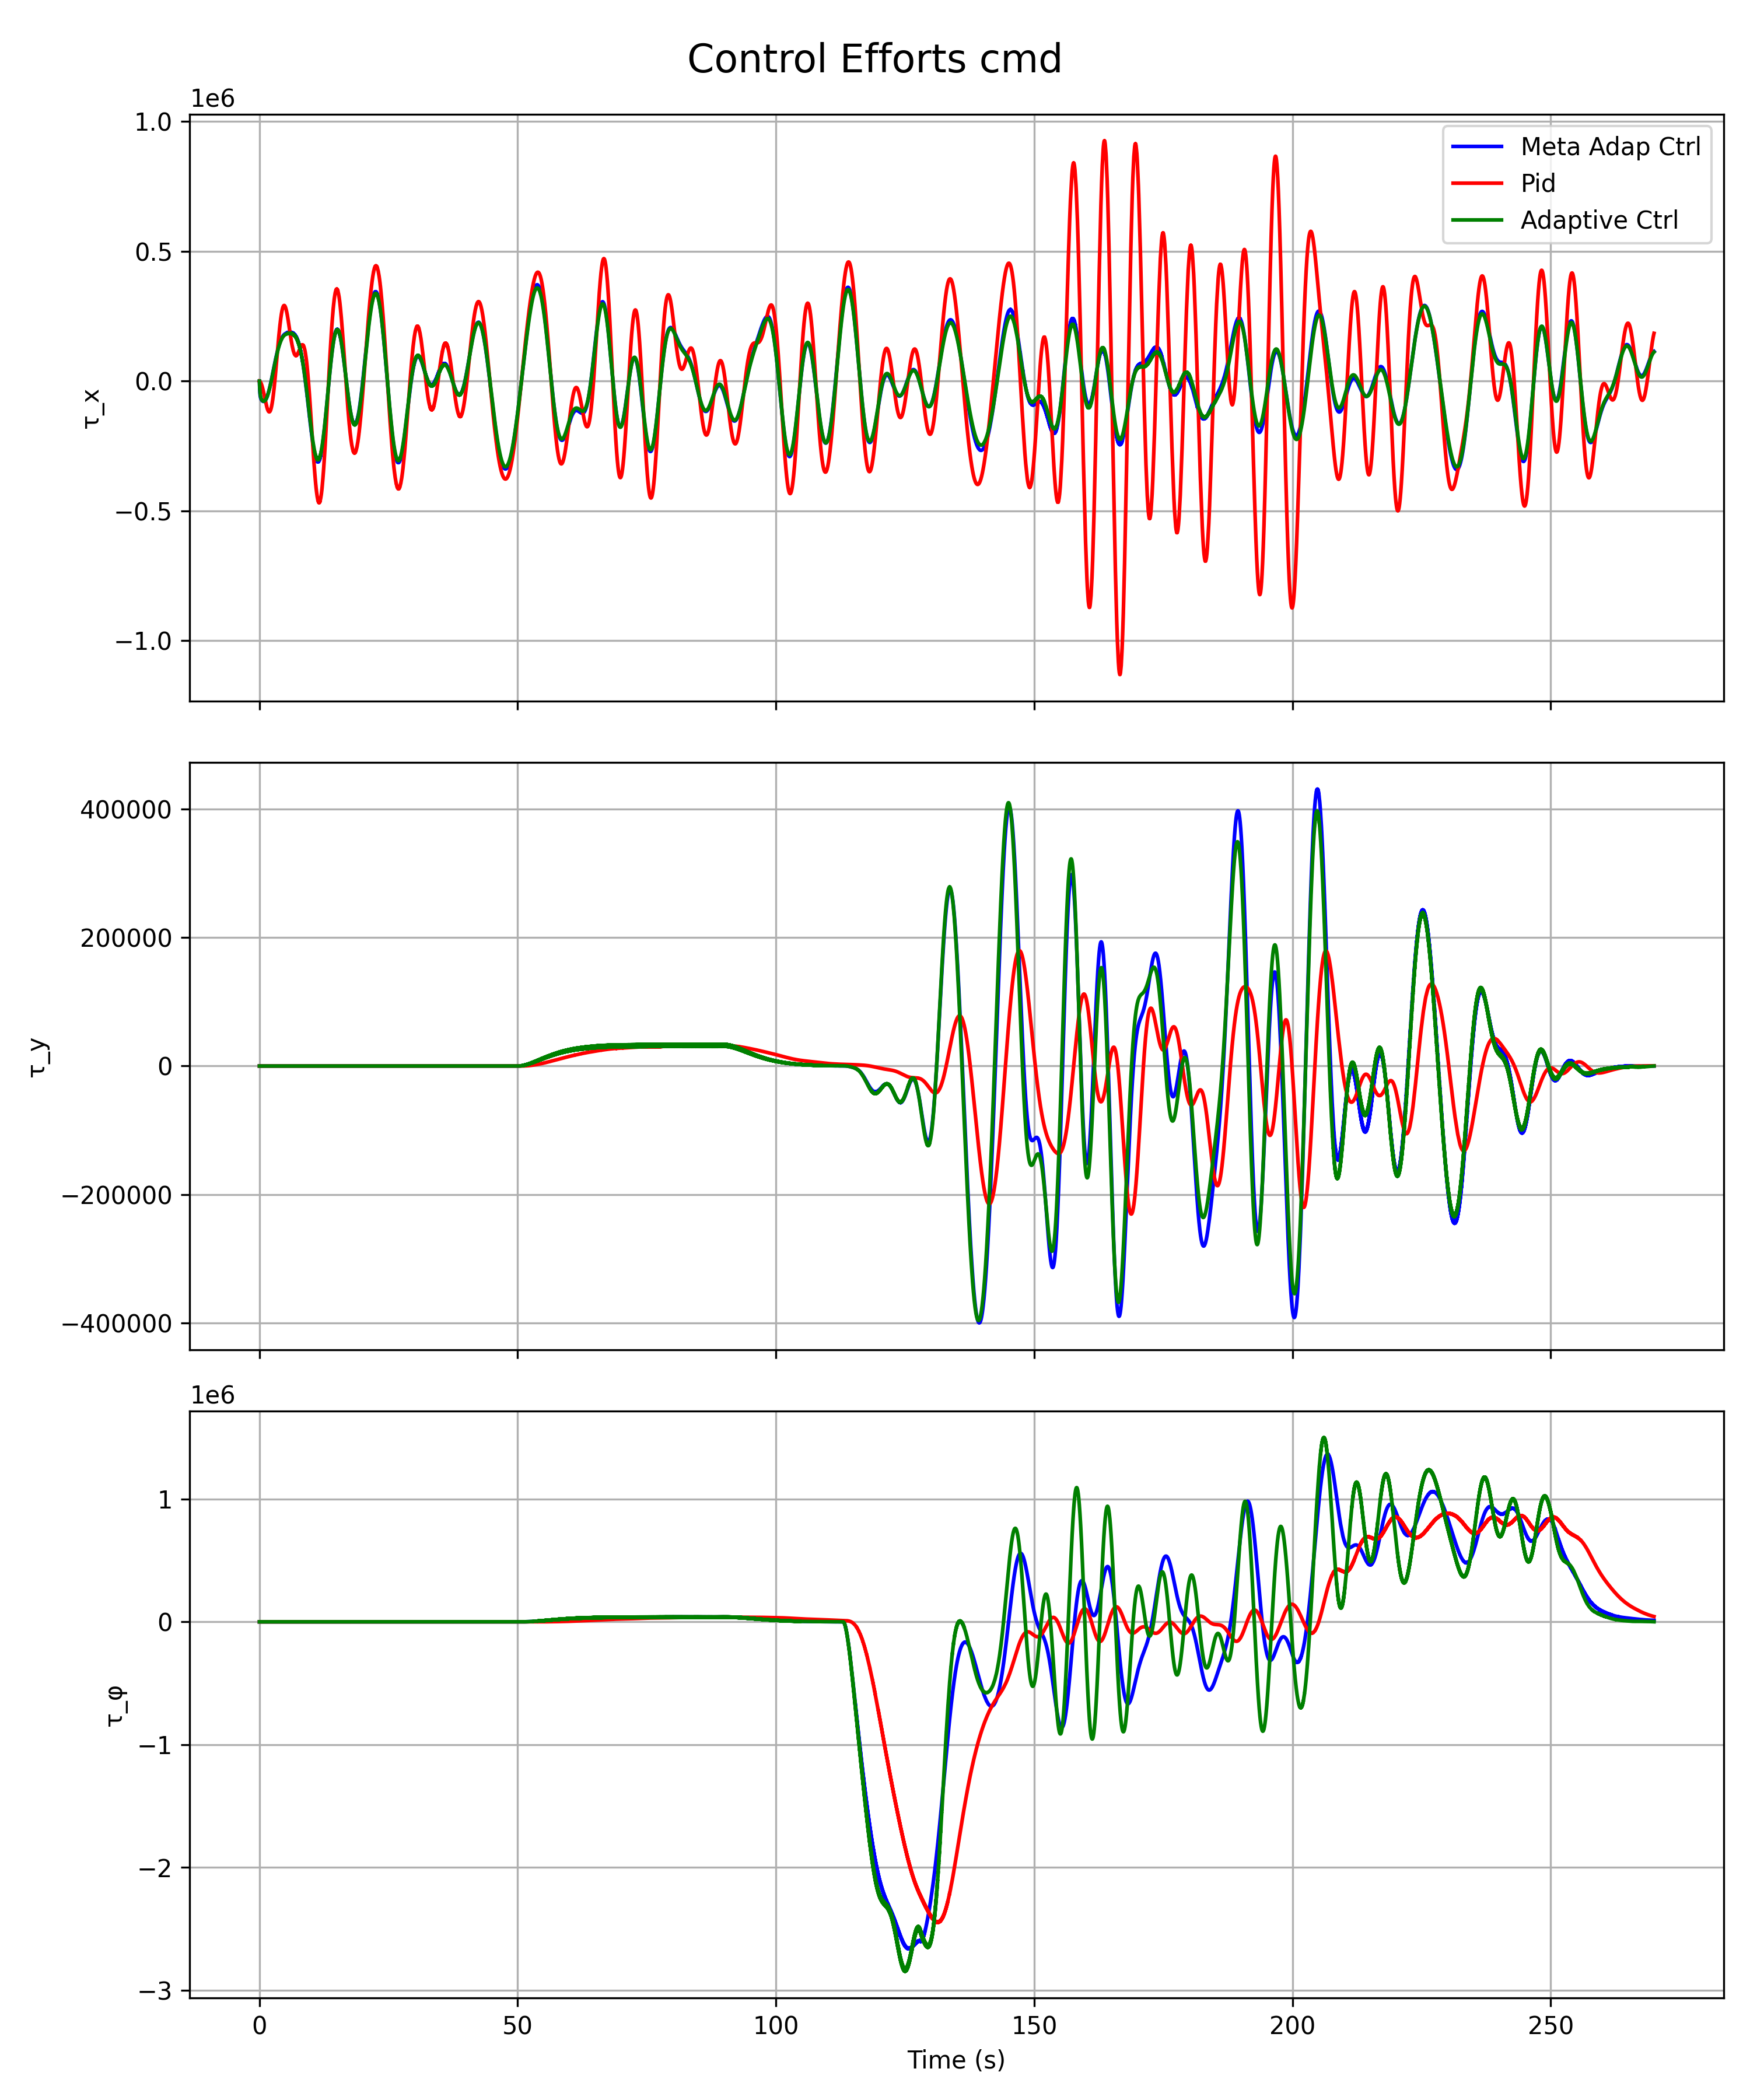 Control Efforts cmd
1e6
1.0
0.5
0.0
−0.5
−1.0
τ_x
Meta Adap Ctrl
Pid
Adaptive Ctrl
400000
200000
0
−200000
−400000
τ_y
1e6
1
0
−1
−2
−3
τ_φ
0 50 100 150 200 250
Time (s)